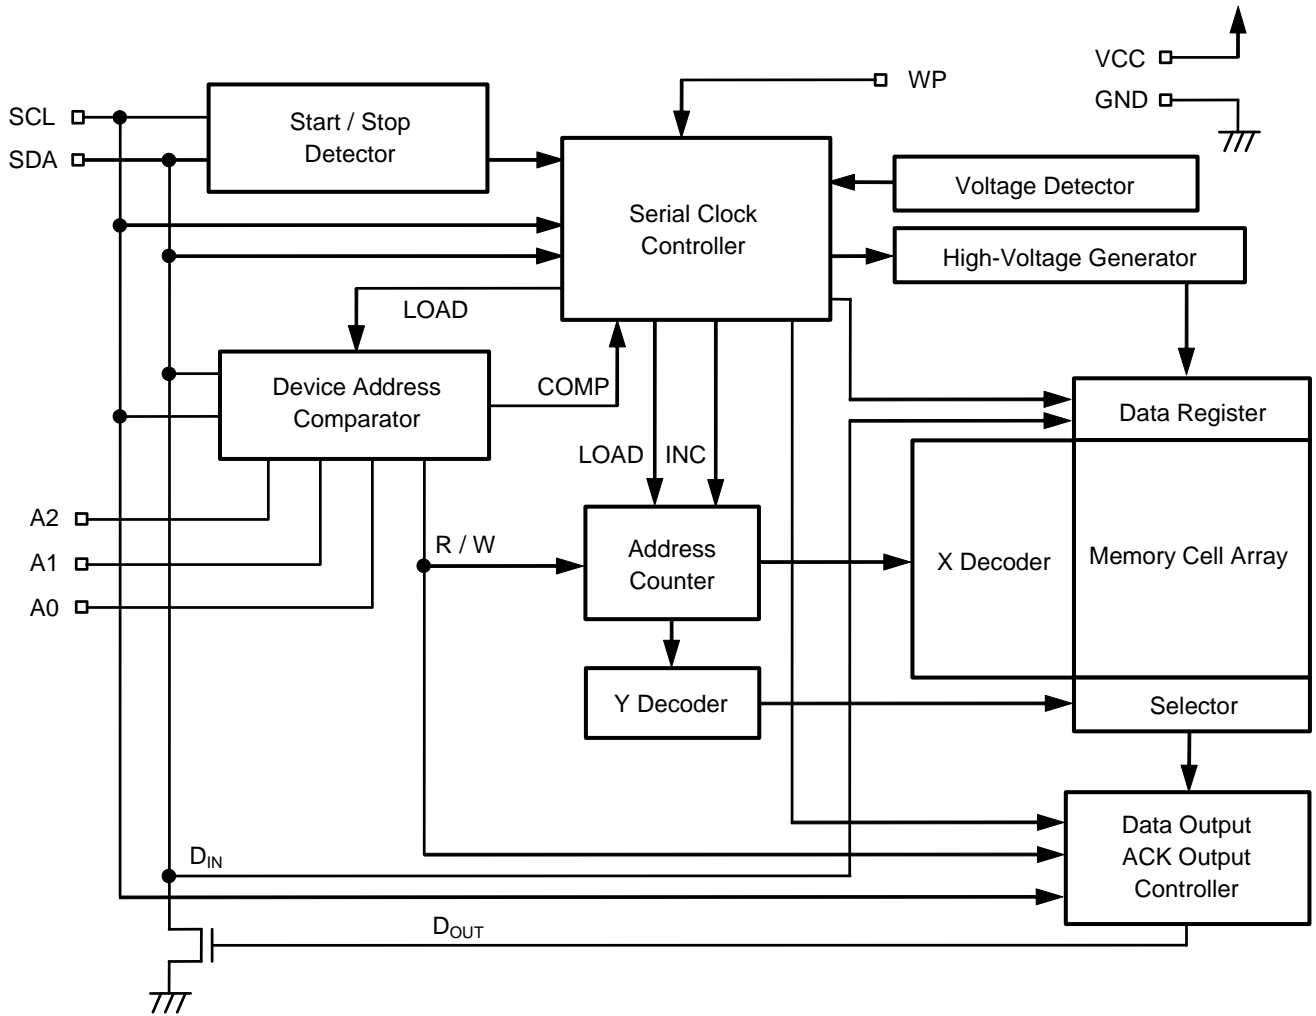 VCC
WP
GND
SCL
SDA
Start / Stop
Detector
Voltage Detector
Serial Clock
Controller
High-Voltage Generator
LOAD
Device Address
Comparator
COMP
Data Register
LOAD
INC
A2
A1
A0
R / W
Address
Counter
X Decoder
Memory Cell Array
Y Decoder
Selector
Data Output
ACK Output
Controller
DIN
DOUT